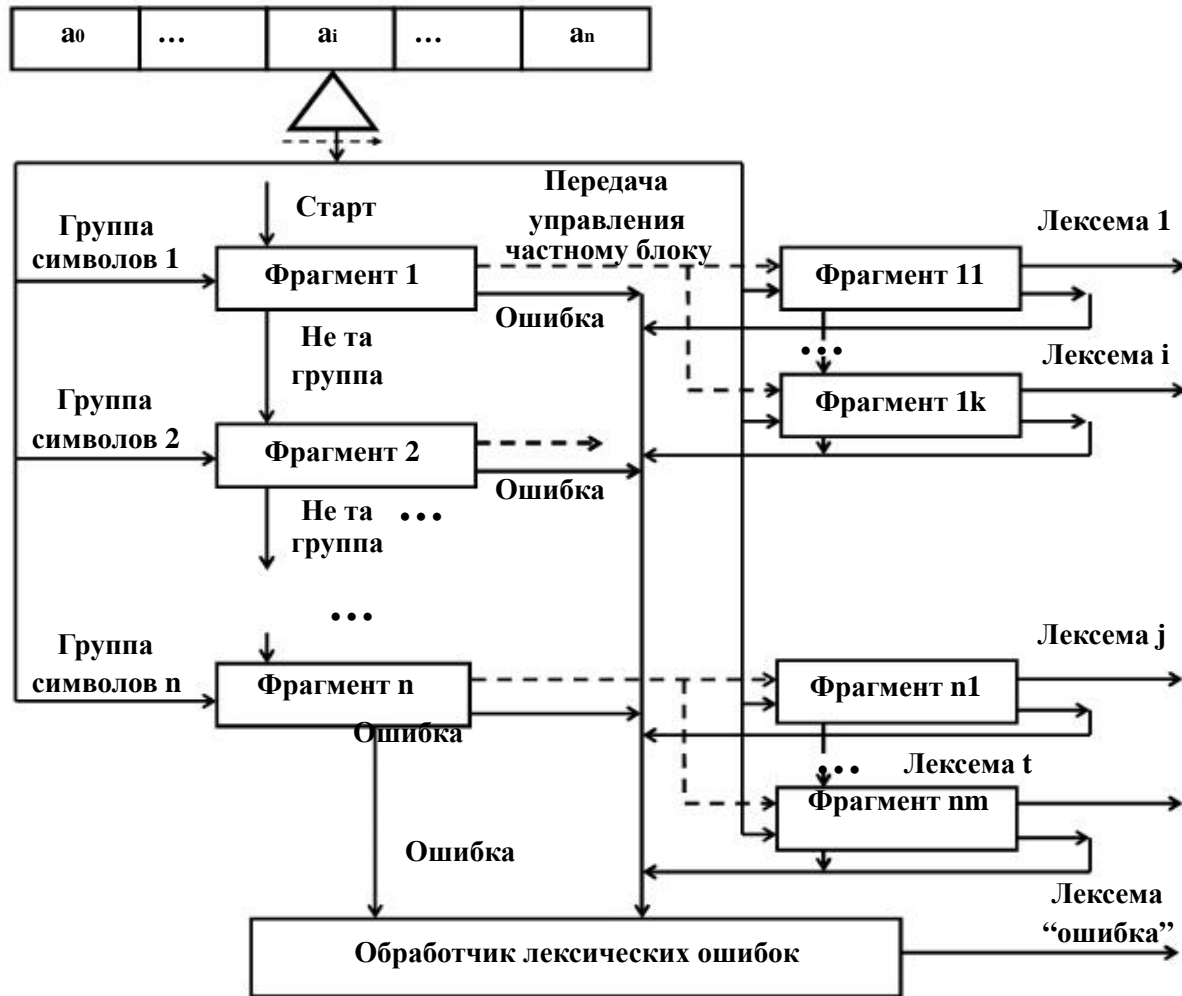 a0 … ai … an
Старт
Передача
управления
частному блоку
Группа
символов 1
Фрагмент 1
Ошибка
Не та
группа
Фрагмент 11
Лексема 1
…
Фрагмент 1k
Лексема i
Группа
символов 2
Фрагмент 2
Ошибка
Не та
группа
…
…
Группа
символов n
Фрагмент n
Ошибка
Фрагмент n1
Лексема j
…
Лексема t
Фрагмент nm
Ошибка
Обработчик лексических ошибок
Лексема
“ошибка”